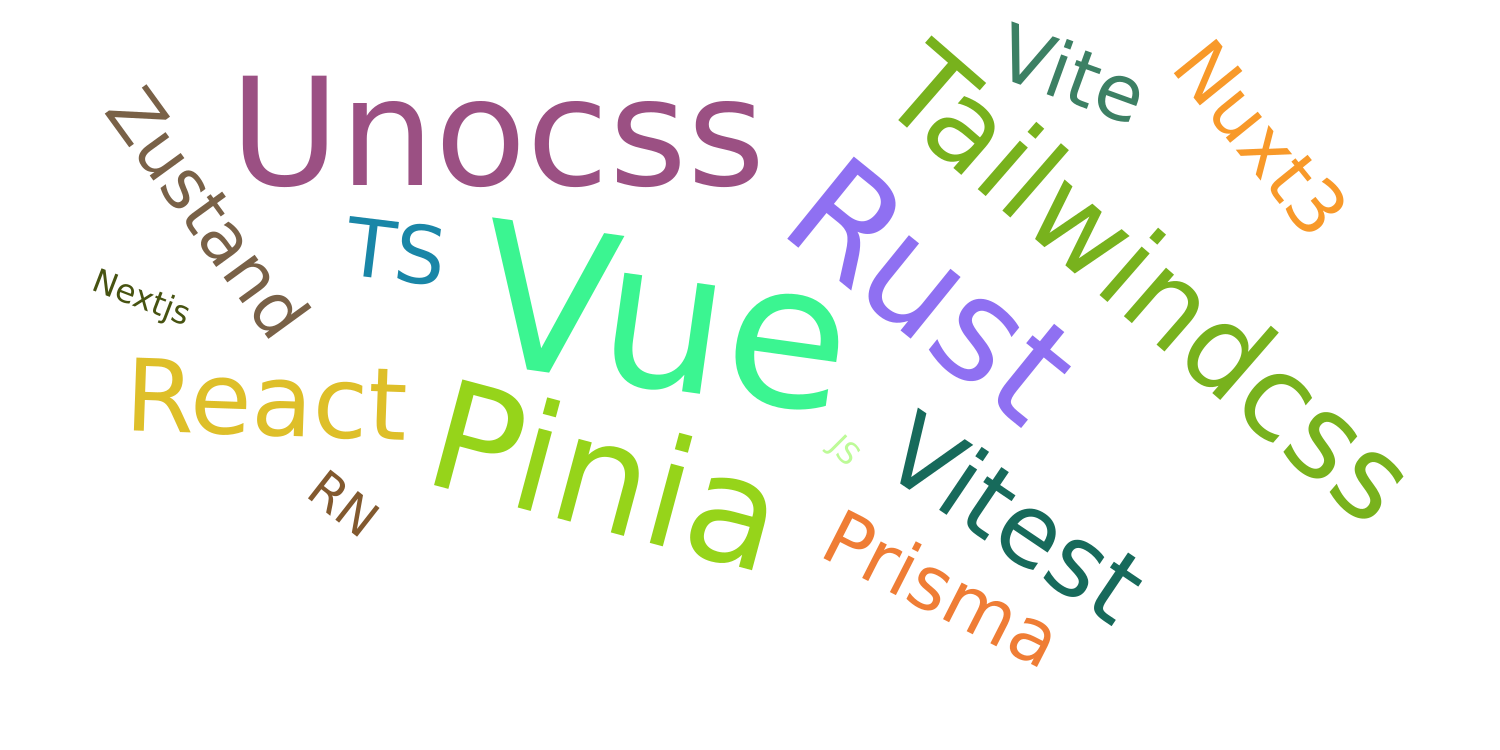 Vite
Nuxt3
Tailwindcss
Unocss
Zustand
Rust
TS
Vue
Nextjs
React
Pinia
JS
Vitest
RN
Prisma